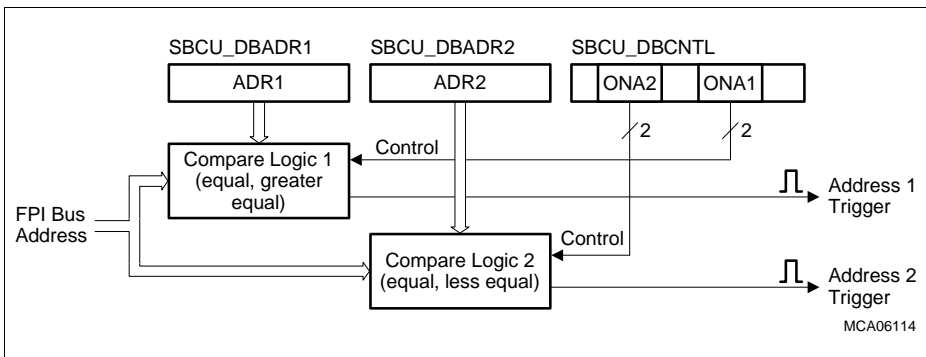 SBCU_DBADR1
SBCU_DBADR2
SBCU_DBCNTL
ADR1
ADR2
ONA2
ONA1
2
2
Control
Compare Logic 1
(equal, greater
equal)
Address 1
Trigger
FPI Bus
Address
Control
Compare Logic 2
(equal, less equal)
Address 2
Trigger
MCA06114